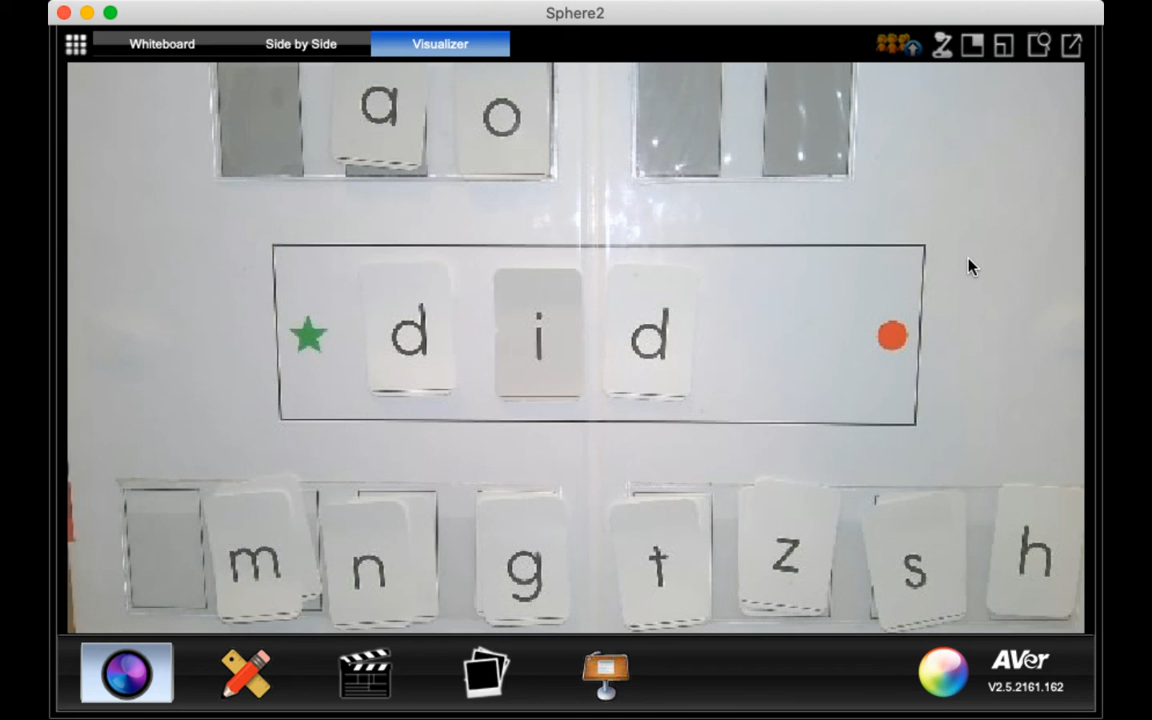 Sphere2
Whiteboard Side by Side Visualizer
a o
d i d
m n g t z s h
AVer
V2.5.2161.162